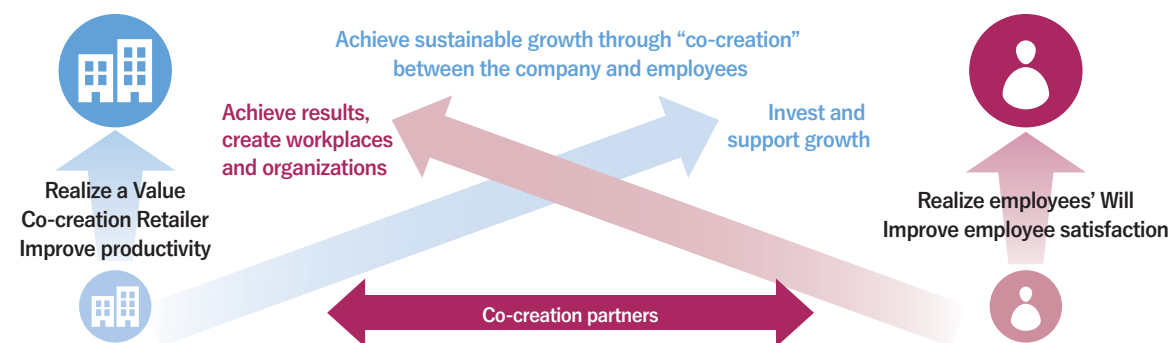 Achieve sustainable growth through “co-creation”
between the company and employees
Achieve results,
create workplaces
and organizations
Invest and
support growth
Realize a Value
Co-creation Retailer
Improve productivity
Realize employees’ Will
Improve employee satisfaction
Co-creation partners